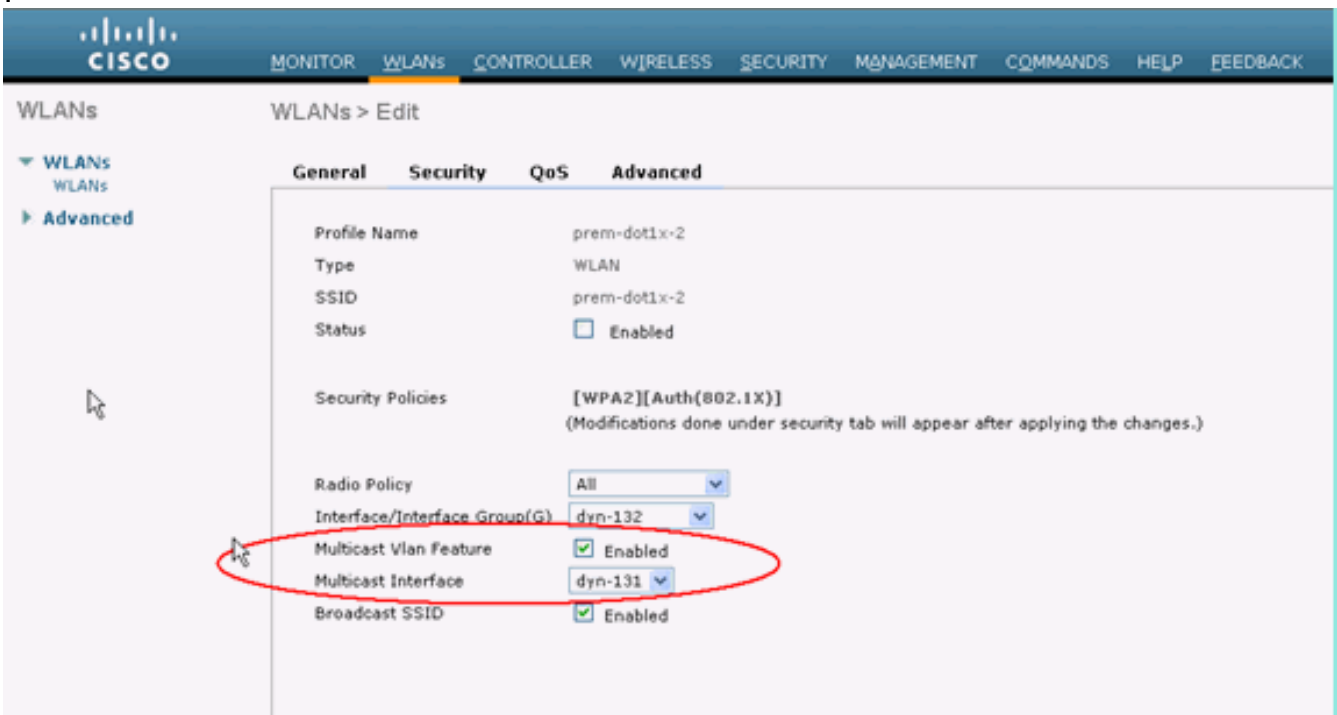 CISCO
MONITOR WLANs CONTROLLER WIRELESS SECURITY MANAGEMENT COMMANDS HELP FEEDBACK
WLANs
WLANs > Edit
WLANs
WLANs
Advanced
General Security QoS Advanced
Profile Name prem-dot1x-2
Type WLAN
SSID prem-dot1x-2
Status Enabled
Security Policies [WPA2][Auth(802.1X)]
(Modifications done under security tab will appear after applying the changes.)
Radio Policy All
Interface/Interface Group(G) dyn-132
Multicast Vlan Feature Enabled
Multicast Interface dyn-131
Broadcast SSID Enabled